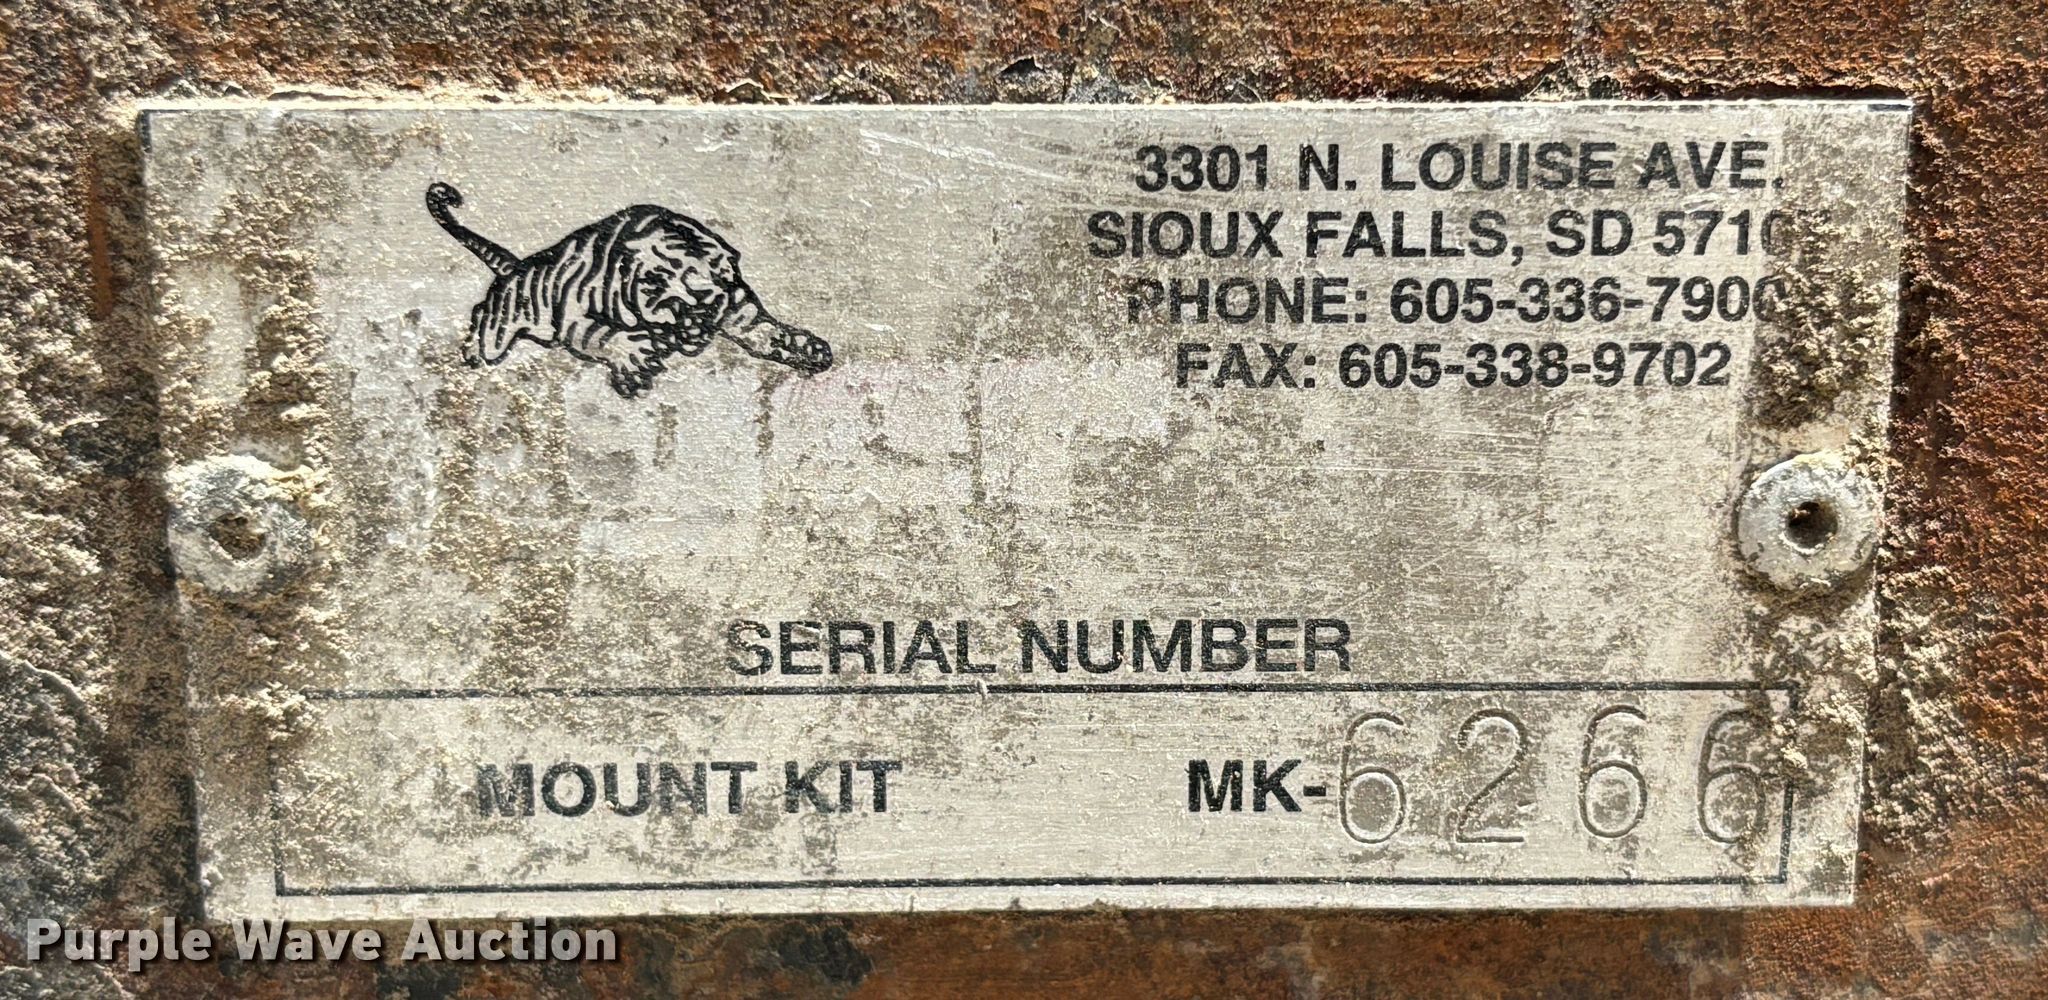 3301 N. LOUISE AVE.
SIOUX FALLS, SD
PHONE: 605-336-7900
FAX: 605-338-9702
SERIAL NUMBER
MOUNT KIT MK-6266
Purple Wave Auction